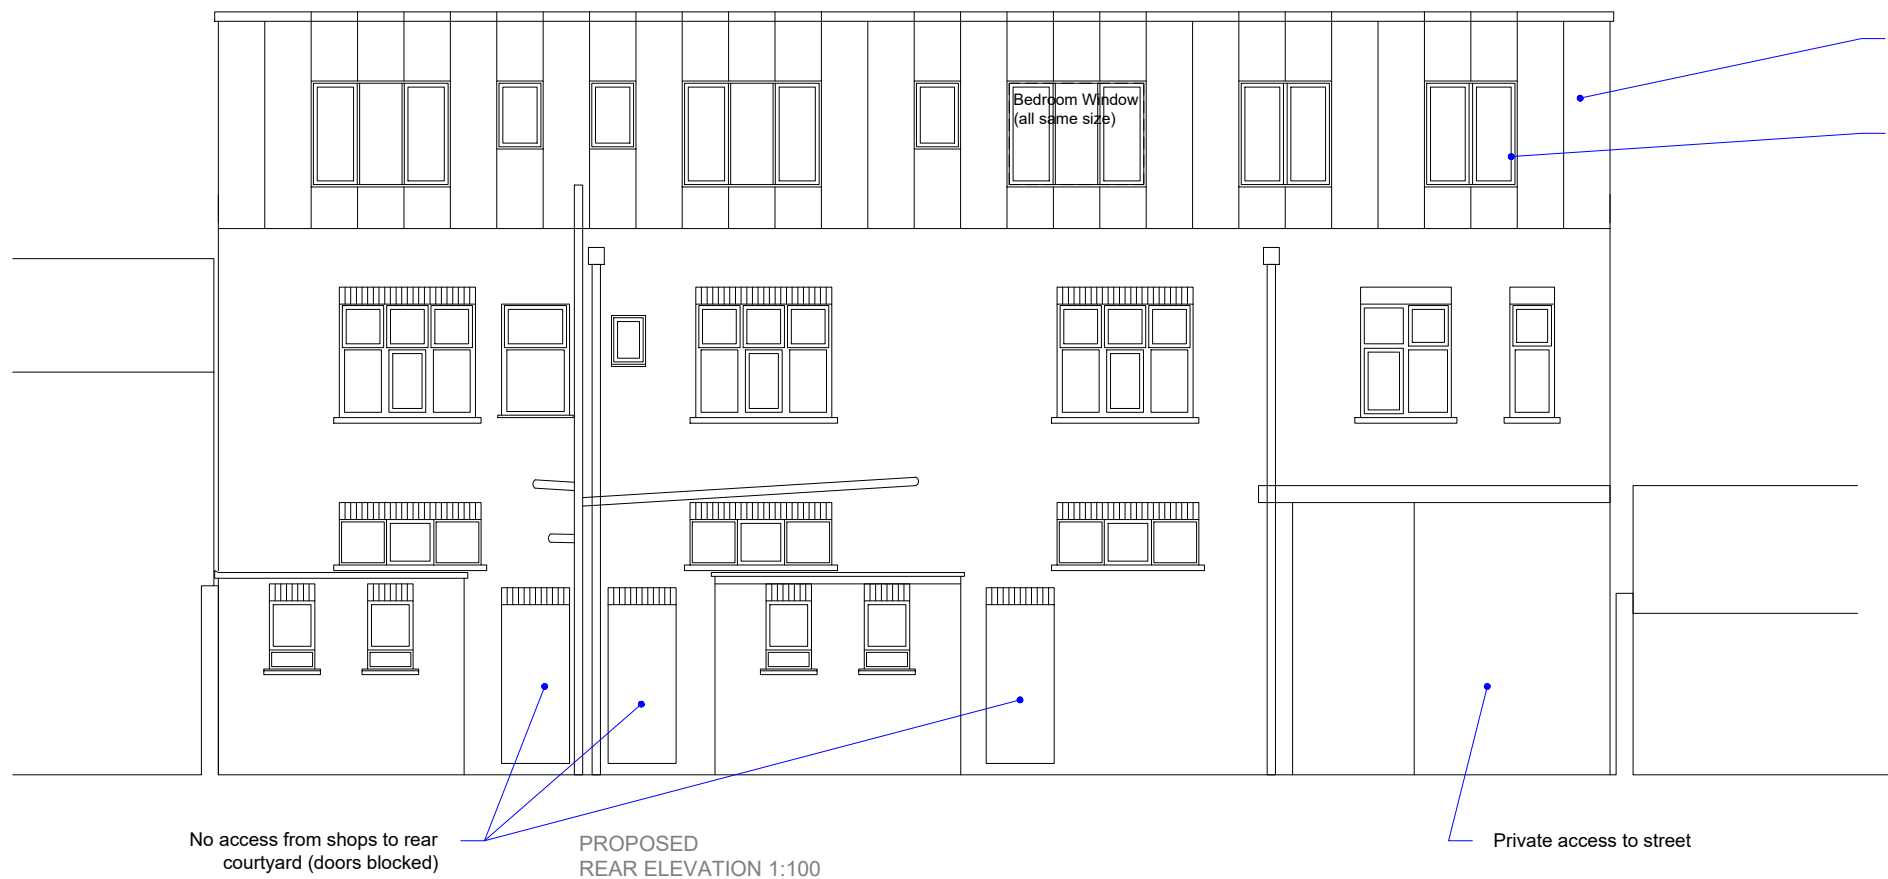 Bedroom Window
(all same size)
No access from shops to rear
courtyard (doors blocked)
PROPOSED
REAR ELEVATION 1:100
Private access to street